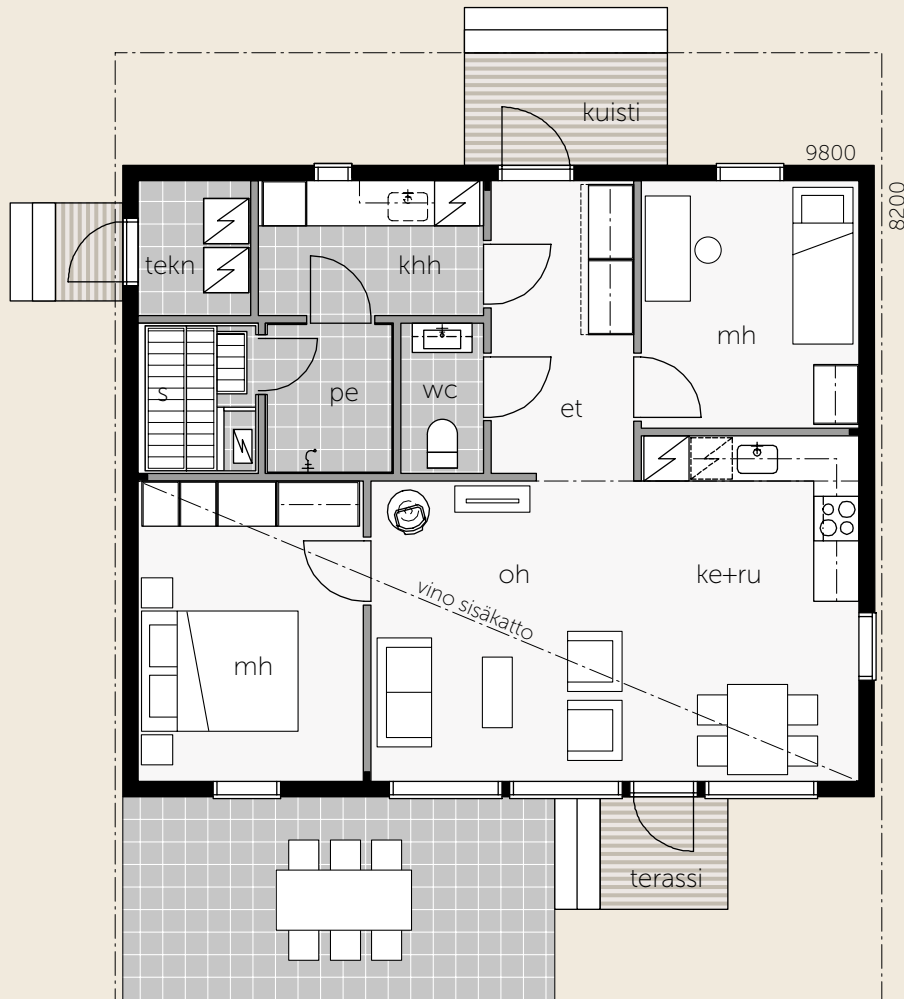 kuisti
9800
8200
tekn
khh
mh
s
pe
wc
et
oh
ke+ru
vino sisäkatto
mh
terassi